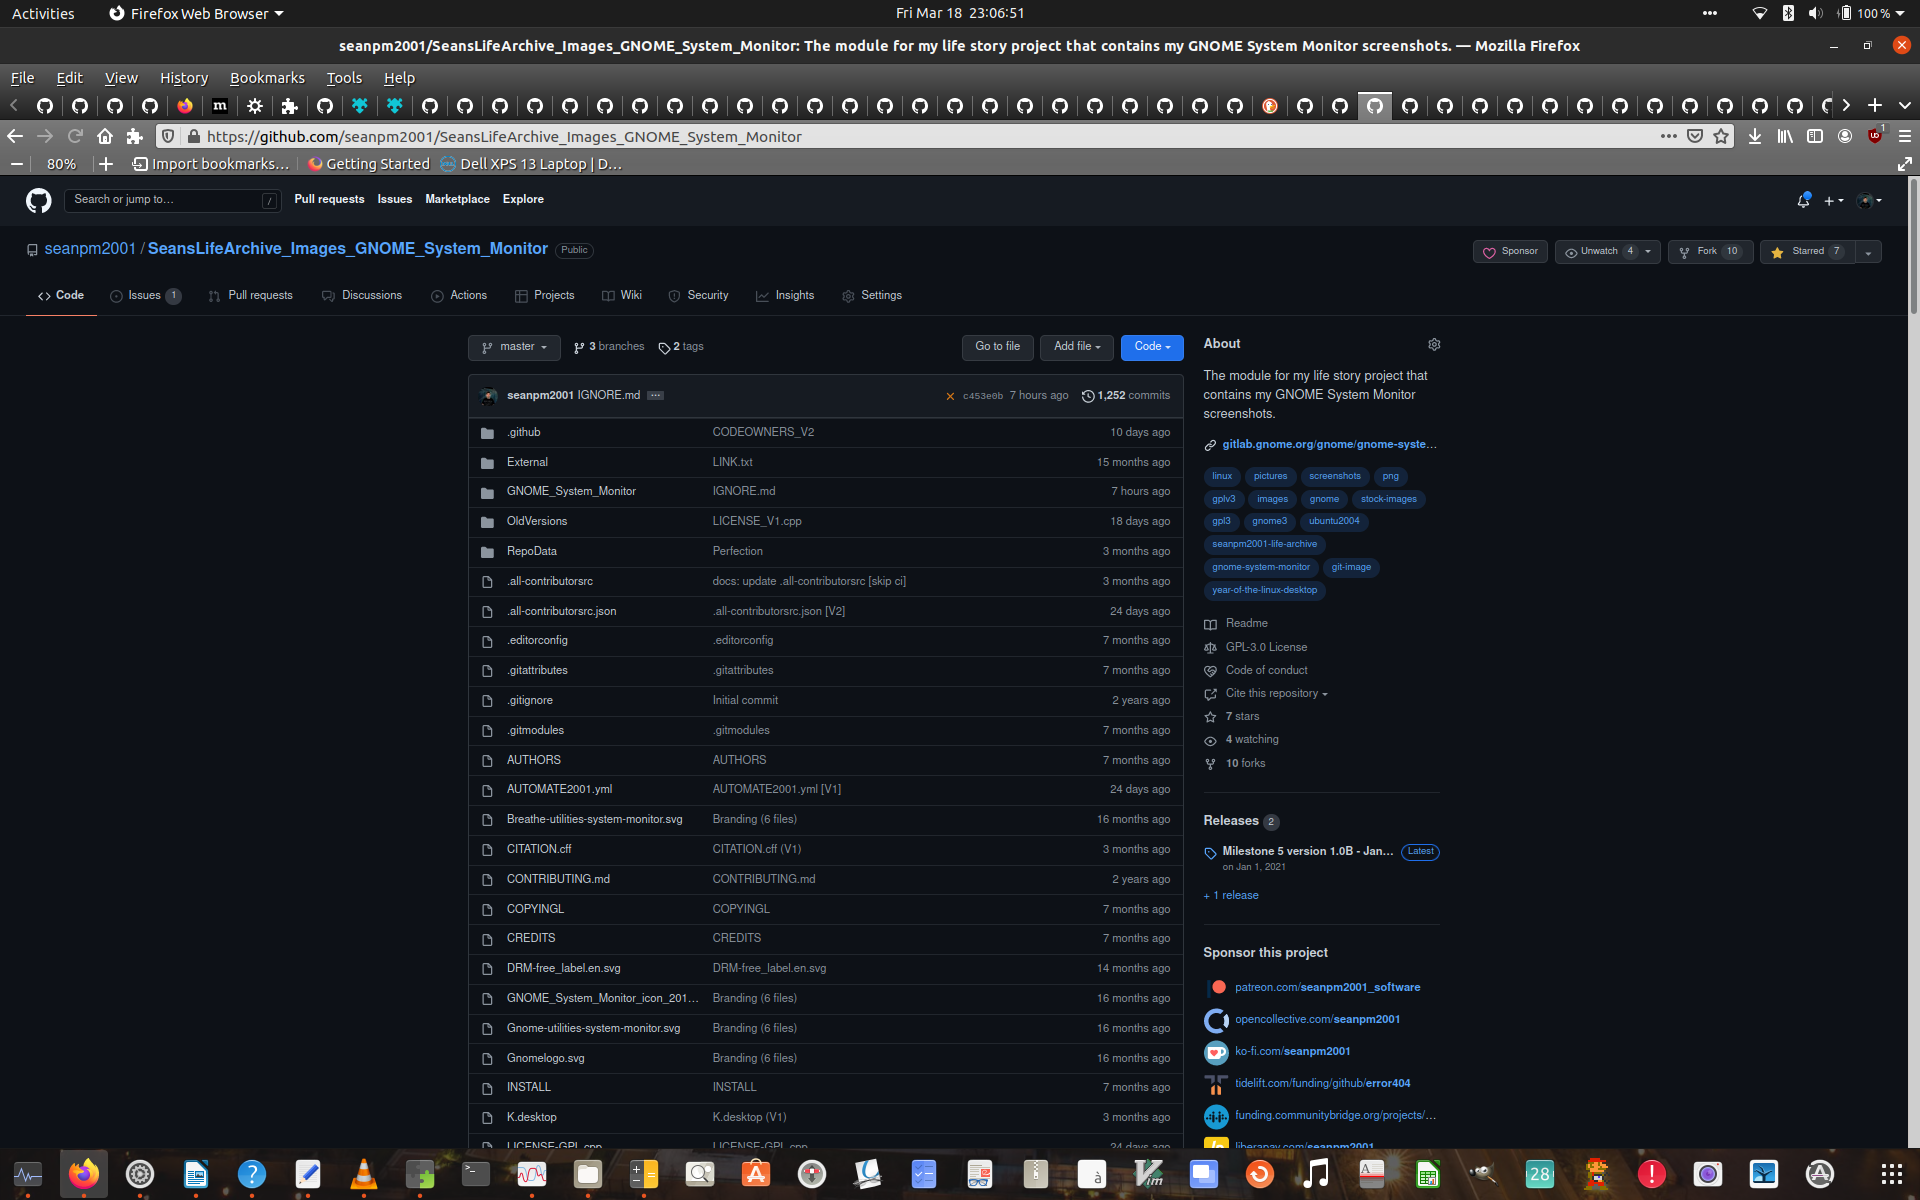 Activities Firefox Web Browser Fri Mar 18 23:06:51 100 %
seanpm2001/SeansLifeArchive_Images_GNOME_System_Monitor: The module for my life story project that contains my GNOME System Monitor screenshots. — Mozilla Firefox
File Edit View History Bookmarks Tools Help
https://github.com/seanpm2001/SeansLifeArchive_Images_GNOME_System_Monitor
80% Import bookmarks… Getting Started Dell XPS 13 Laptop | D…
Search or jump to… / Pull requests Issues Marketplace Explore
seanpm2001 / SeansLifeArchive_Images_GNOME_System_Monitor Public
Sponsor Unwatch 4 Fork 10 Starred 7
Code Issues 1 Pull requests Discussions Actions Projects Wiki Security Insights Settings
master 3 branches 2 tags Go to file Add file Code
seanpm2001 IGNORE.md … c453e0b 7 hours ago 1,252 commits
.github CODEOWNERS_V2 10 days ago
External LINK.txt 15 months ago
GNOME_System_Monitor IGNORE.md 7 hours ago
OldVersions LICENSE_V1.cpp 18 days ago
RepoData Perfection 3 months ago
.all-contributorsrc docs: update .all-contributorsrc [skip ci] 3 months ago
.all-contributorsrc.json .all-contributorsrc.json [V2] 24 days ago
.editorconfig .editorconfig 7 months ago
.gitattributes .gitattributes 7 months ago
.gitignore Initial commit 2 years ago
.gitmodules .gitmodules 7 months ago
AUTHORS AUTHORS 7 months ago
AUTOMATE2001.yml AUTOMATE2001.yml [V1] 24 days ago
Breathe-utilities-system-monitor.svg Branding (6 files) 16 months ago
CITATION.cff CITATION.cff (V1) 3 months ago
CONTRIBUTING.md CONTRIBUTING.md 2 years ago
COPYINGL COPYINGL 7 months ago
CREDITS CREDITS 7 months ago
DRM-free_label.en.svg DRM-free_label.en.svg 14 months ago
GNOME_System_Monitor_icon_201… Branding (6 files) 16 months ago
Gnome-utilities-system-monitor.svg Branding (6 files) 16 months ago
Gnomelogo.svg Branding (6 files) 16 months ago
INSTALL INSTALL 7 months ago
K.desktop K.desktop (V1) 3 months ago
LICENSE-GPL.cpp LICENSE-GPL.cpp 24 days ago
About
The module for my life story project that
contains my GNOME System Monitor
screenshots.
gitlab.gnome.org/gnome/gnome-syste…
linux pictures screenshots png
gplv3 images gnome stock-images
gpl3 gnome3 ubuntu2004
seanpm2001-life-archive
gnome-system-monitor git-image
year-of-the-linux-desktop
Readme
GPL-3.0 License
Code of conduct
Cite this repository
7 stars
4 watching
10 forks
Releases 2
Milestone 5 version 1.0B - Jan… Latest
on Jan 1, 2021
+ 1 release
Sponsor this project
patreon.com/seanpm2001_software
opencollective.com/seanpm2001
ko-fi.com/seanpm2001
tidelift.com/funding/github/error404
funding.communitybridge.org/projects/…
liberapay.com/seanpm2001
28